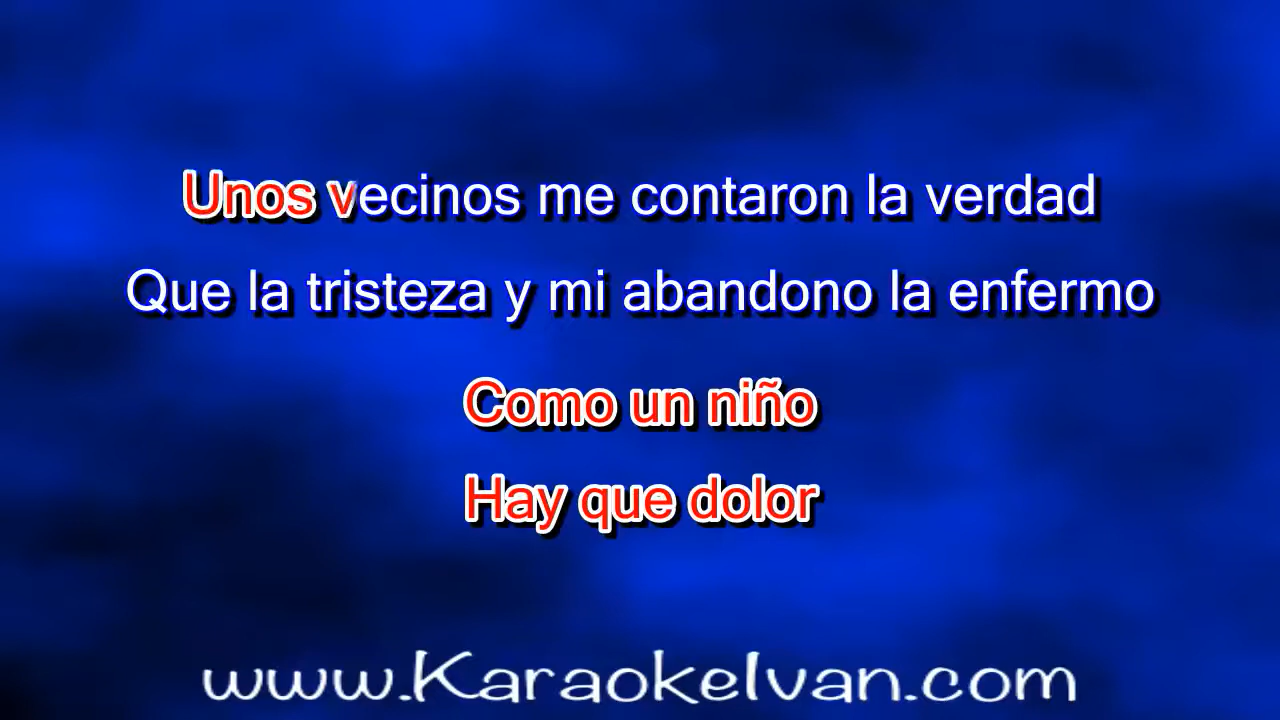 Unos vecinos me contaron la verdad
Que la tristeza y mi abandono la enfermo
Como un niño
Hay que dolor
www.KaraokeIvan.com